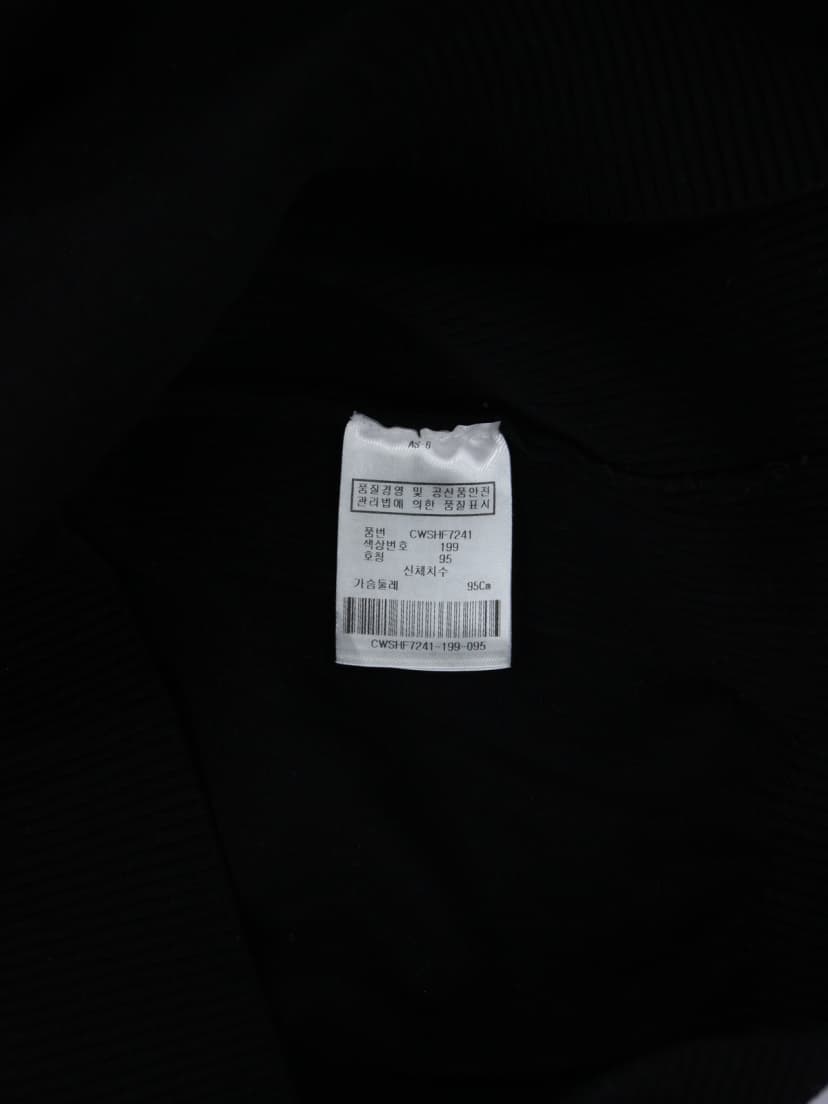 AS-6
품질경영 및 공산품안전
관리법에 의한 품질표시
품번 CWSHF7241
색상번호 199
호칭 95
신체치수
가슴둘레 95Cm
CWSHF7241-199-095